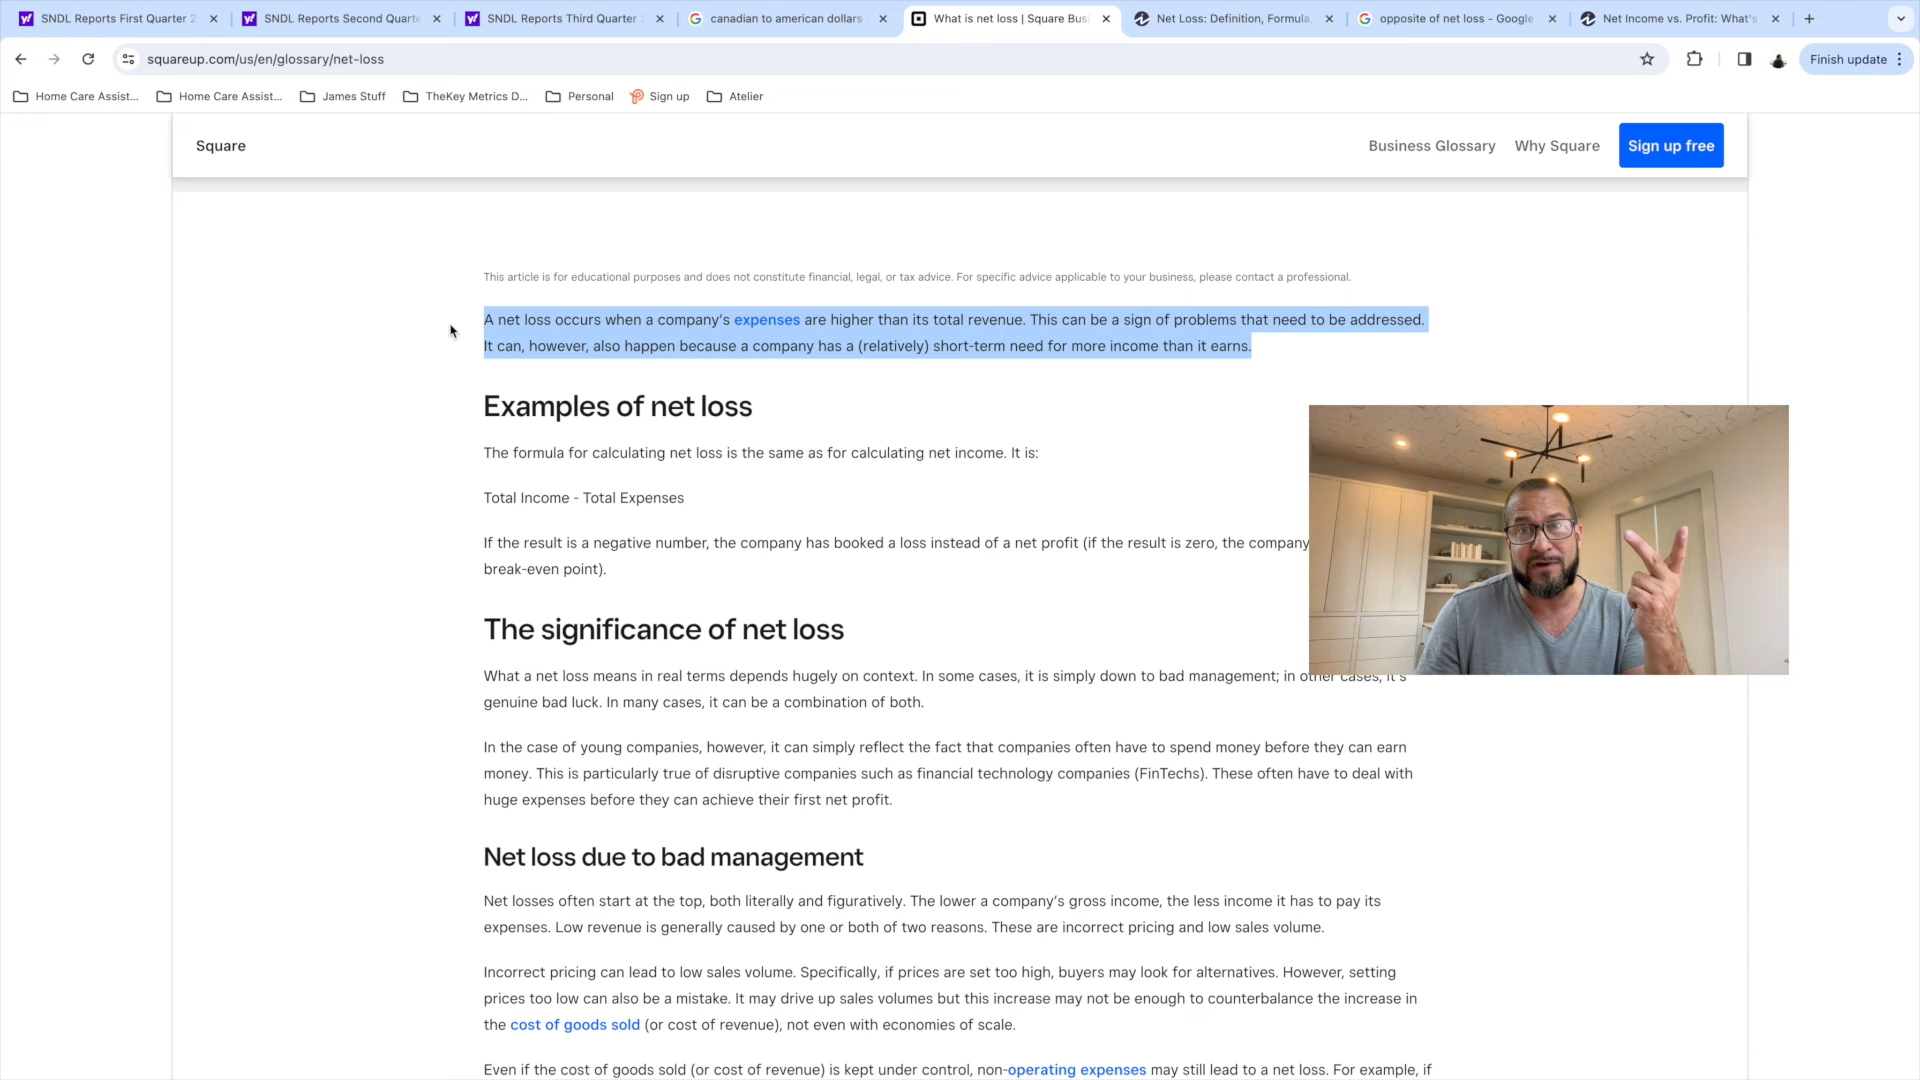 SNDL Reports First Quarter 2
SNDL Reports Second Quarte
SNDL Reports Third Quarter
canadian to american dollars
What is net loss | Square Busi
Net Loss: Definition, Formula,
opposite of net loss - Google
Net Income vs. Profit: What's
squareup.com/us/en/glossary/net-loss
Finish update
Home Care Assist...
Home Care Assist...
James Stuff
TheKey Metrics D...
Personal
Sign up
Atelier
Square
Business Glossary
Why Square
Sign up free
This article is for educational purposes and does not constitute financial, legal, or tax advice. For specific advice applicable to your business, please contact a professional.
A net loss occurs when a company’s expenses are higher than its total revenue. This can be a sign of problems that need to be addressed.
It can, however, also happen because a company has a (relatively) short-term need for more income than it earns.
Examples of net loss
The formula for calculating net loss is the same as for calculating net income. It is:
Total Income - Total Expenses
If the result is a negative number, the company has booked a loss instead of a net profit (if the result is zero, the company
break-even point).
The significance of net loss
What a net loss means in real terms depends hugely on context. In some cases, it is simply down to bad management; in other cases, it’s
genuine bad luck. In many cases, it can be a combination of both.
In the case of young companies, however, it can simply reflect the fact that companies often have to spend money before they can earn
money. This is particularly true of disruptive companies such as financial technology companies (FinTechs). These often have to deal with
huge expenses before they can achieve their first net profit.
Net loss due to bad management
Net losses often start at the top, both literally and figuratively. The lower a company’s gross income, the less income it has to pay its
expenses. Low revenue is generally caused by one or both of two reasons. These are incorrect pricing and low sales volume.
Incorrect pricing can lead to low sales volume. Specifically, if prices are set too high, buyers may look for alternatives. However, setting
prices too low can also be a mistake. It may drive up sales volumes but this increase may not be enough to counterbalance the increase in
the cost of goods sold (or cost of revenue), not even with economies of scale.
Even if the cost of goods sold (or cost of revenue) is kept under control, non-operating expenses may still lead to a net loss. For example, if